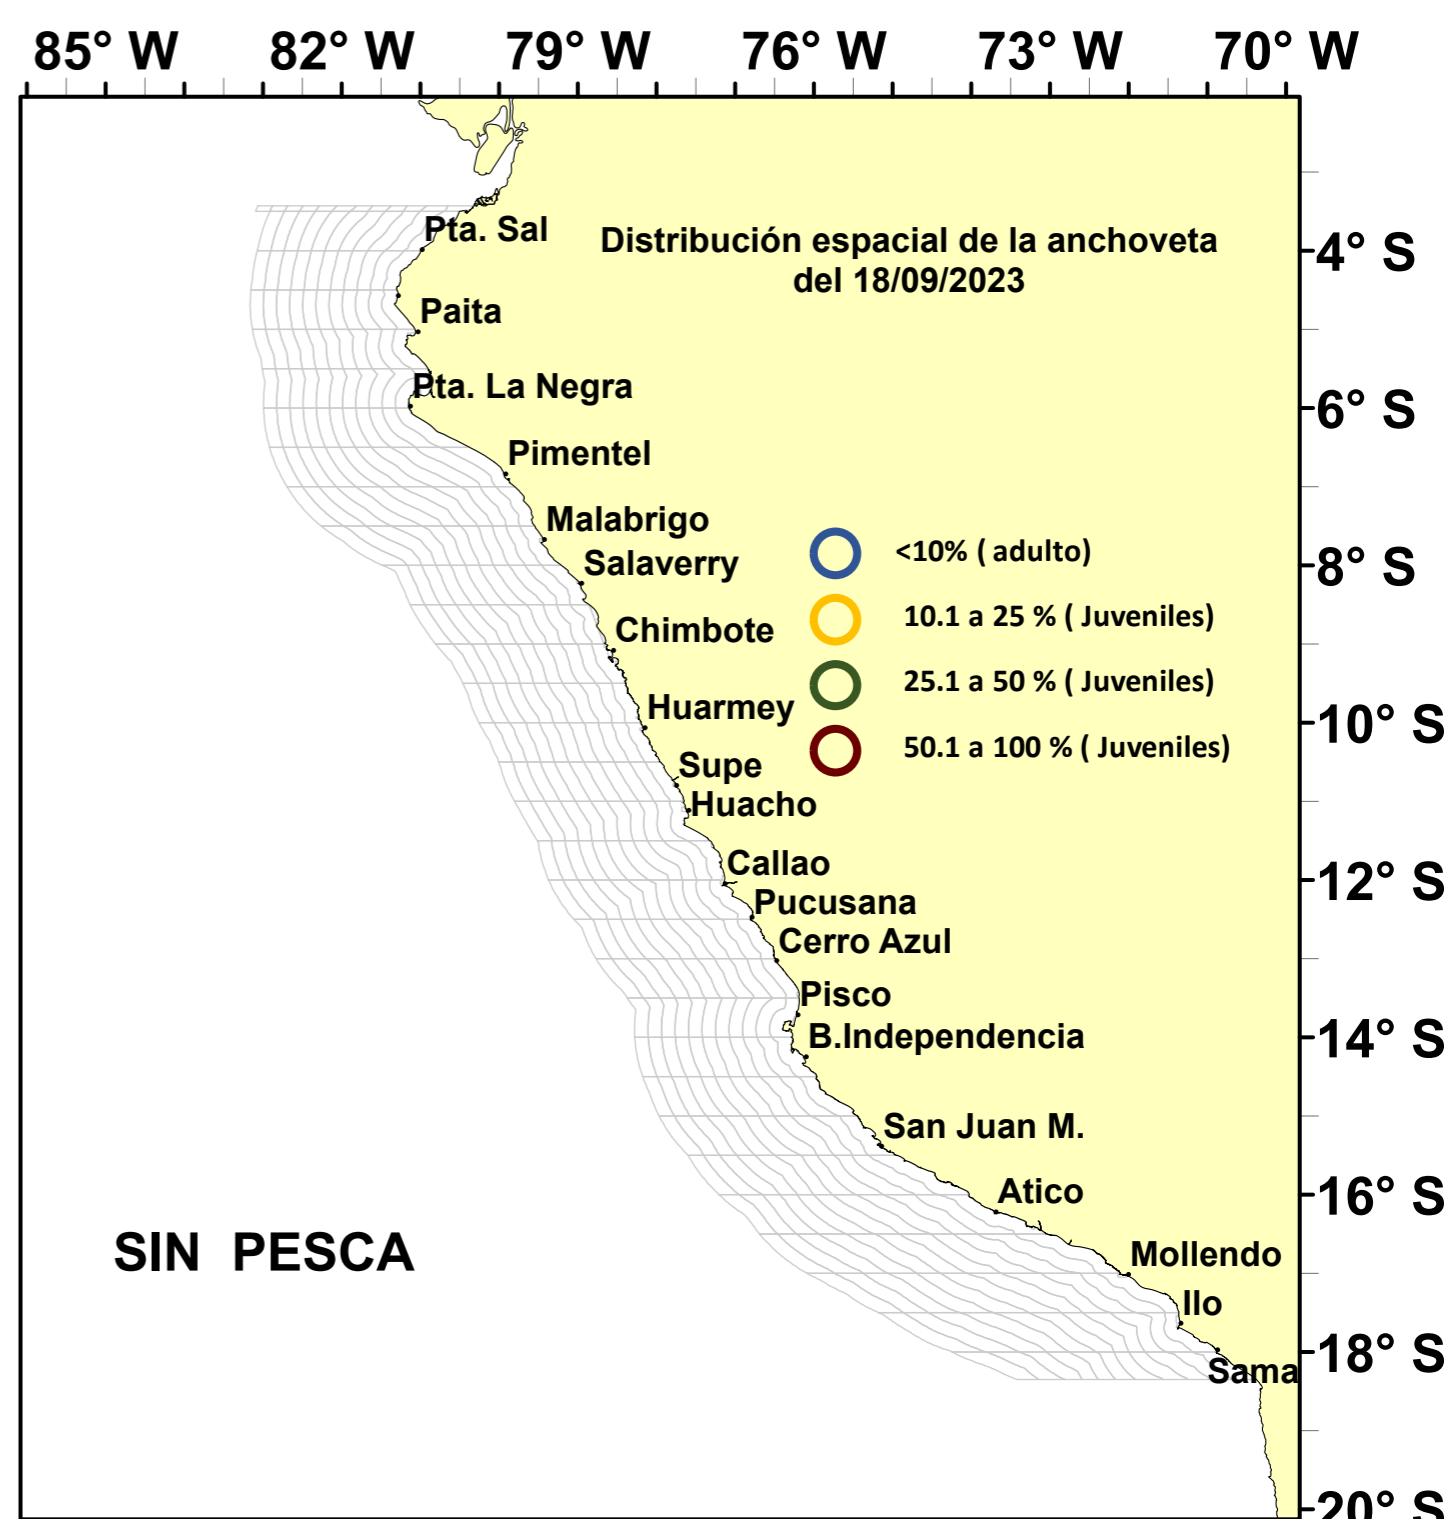 85° W 82° W 79° W 76° W 73° W 70° W
Pta. Sal
Distribución espacial de la anchoveta
del 18/09/2023
4° S
Paita
Pta. La Negra
6° S
Pimentel
Malabrigo
<10% ( adulto)
Salaverry
8° S
10.1 a 25 % ( Juveniles)
Chimbote
25.1 a 50 % ( Juveniles)
Huarmey
10° S
50.1 a 100 % ( Juveniles)
Supe
Huacho
Callao
12° S
Pucusana
Cerro Azul
Pisco
B.Independencia
14° S
San Juan M.
Atico
16° S
SIN PESCA
Mollendo
Ilo
18° S
Sama
20° S